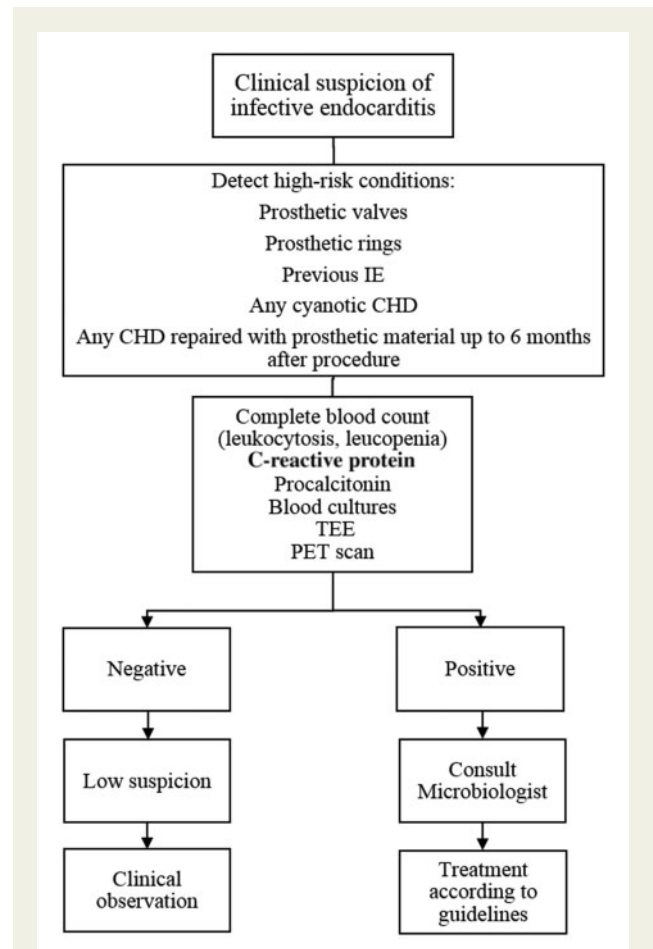 Clinical suspicion of
infective endocarditis
Detect high-risk conditions:
Prosthetic valves
Prosthetic rings
Previous IE
Any cyanotic CHD
Any CHD repaired with prosthetic material up to 6 months
after procedure
Complete blood count
(leukocytosis, leucopenia)
C-reactive protein
Procalcitonin
Blood cultures
TEE
PET scan
Negative
Positive
Low suspicion
Consult
Microbiologist
Clinical
observation
Treatment
according to
guidelines